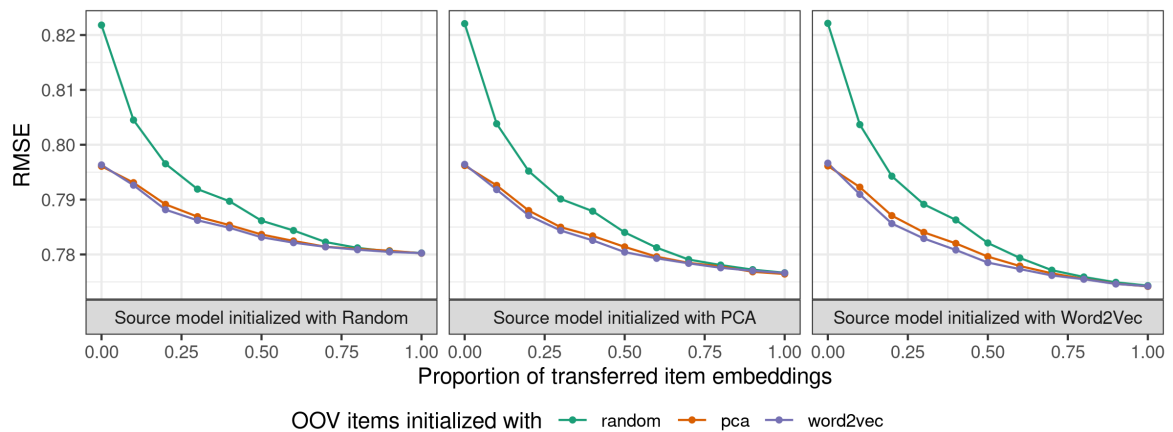 RMSE
0.82
0.81
0.80
0.79
0.78
Source model initialized with Random
Source model initialized with PCA
Source model initialized with Word2Vec
0.00 0.25 0.50 0.75 1.00
0.00 0.25 0.50 0.75 1.00
0.00 0.25 0.50 0.75 1.00
Proportion of transferred item embeddings
OOV items initialized with random pca word2vec